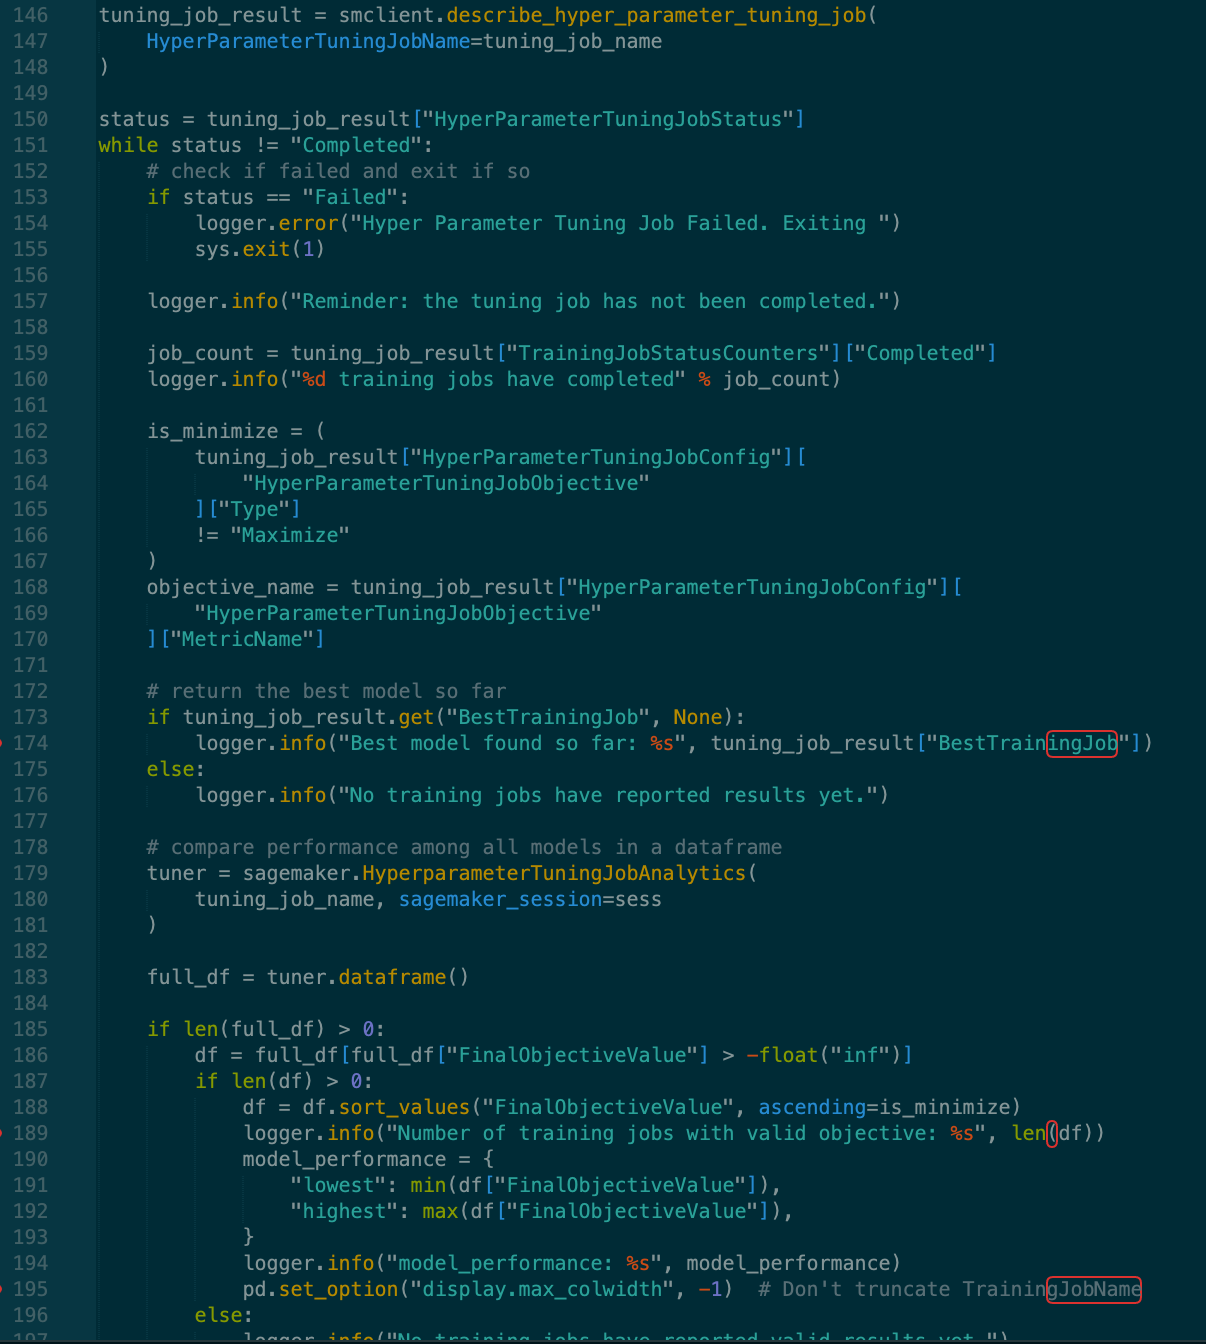 146 tuning_job_result = smclient.describe_hyper_parameter_tuning_job(
147     HyperParameterTuningJobName=tuning_job_name
148 )
149
150 status = tuning_job_result["HyperParameterTuningJobStatus"]
151 while status != "Completed":
152     # check if failed and exit if so
153     if status == "Failed":
154         logger.error("Hyper Parameter Tuning Job Failed. Exiting ")
155         sys.exit(1)
156
157     logger.info("Reminder: the tuning job has not been completed.")
158
159     job_count = tuning_job_result["TrainingJobStatusCounters"]["Completed"]
160     logger.info("%d training jobs have completed" % job_count)
161
162     is_minimize = (
163         tuning_job_result["HyperParameterTuningJobConfig"][
164             "HyperParameterTuningJobObjective"
165         ]["Type"]
166         != "Maximize"
167     )
168     objective_name = tuning_job_result["HyperParameterTuningJobConfig"][
169         "HyperParameterTuningJobObjective"
170     ]["MetricName"]
171
172     # return the best model so far
173     if tuning_job_result.get("BestTrainingJob", None):
174         logger.info("Best model found so far: %s", tuning_job_result["BestTrainingJob"])
175     else:
176         logger.info("No training jobs have reported results yet.")
177
178     # compare performance among all models in a dataframe
179     tuner = sagemaker.HyperparameterTuningJobAnalytics(
180         tuning_job_name, sagemaker_session=sess
181     )
182
183     full_df = tuner.dataframe()
184
185     if len(full_df) > 0:
186         df = full_df[full_df["FinalObjectiveValue"] > -float("inf")]
187         if len(df) > 0:
188             df = df.sort_values("FinalObjectiveValue", ascending=is_minimize)
189             logger.info("Number of training jobs with valid objective: %s", len(df))
190             model_performance = {
191                 "lowest": min(df["FinalObjectiveValue"]),
192                 "highest": max(df["FinalObjectiveValue"]),
193             }
194             logger.info("model_performance: %s", model_performance)
195             pd.set_option("display.max_colwidth", -1)  # Don't truncate TrainingJobName
196         else:
197             logger.info("No training jobs have reported valid results yet.")